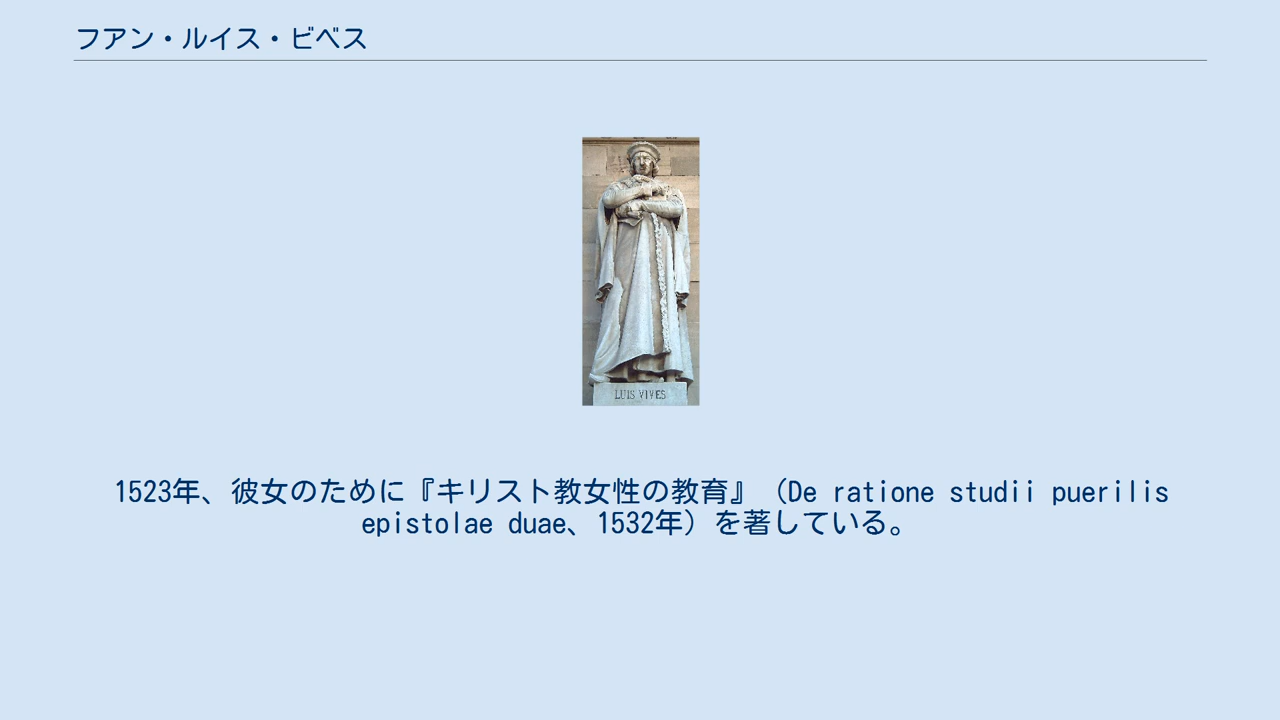 フアン・ルイス・ビベス
LUIS VIVES
1523年、彼女のために『キリスト教女性の教育』（De ratione studii puerilis
epistolae duae、1532年）を著している。